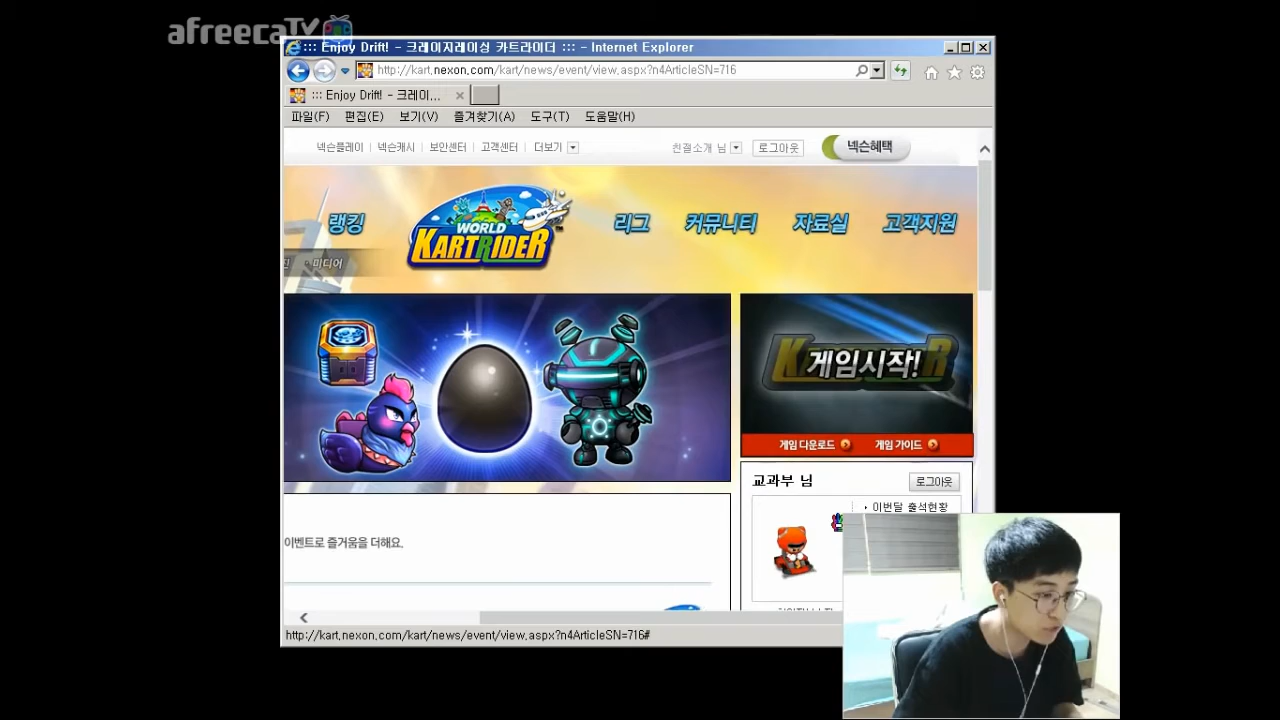 afreecaTV
::: Enjoy Drift! - 크레이지레이싱 카트라이더 ::: - Internet Explorer
http://kart.nexon.com/kart/news/event/view.aspx?n4ArticleSN=716
::: Enjoy Drift! - 크레이...
파일(F) 편집(E) 보기(V) 즐겨찾기(A) 도구(T) 도움말(H)
넥슨플레이 넥슨캐시 보안센터 고객센터 더보기
친절소개 님 로그아웃 넥슨혜택
랭킹 리그 커뮤니티 자료실 고객지원
WORLD
KARTRIDER
진 · 미디어
게임시작!
게임 다운로드 게임 가이드
교과부 님 로그아웃
이번달 출석현황
이벤트로 즐거움을 더해요.
http://kart.nexon.com/kart/news/event/view.aspx?n4ArticleSN=716#